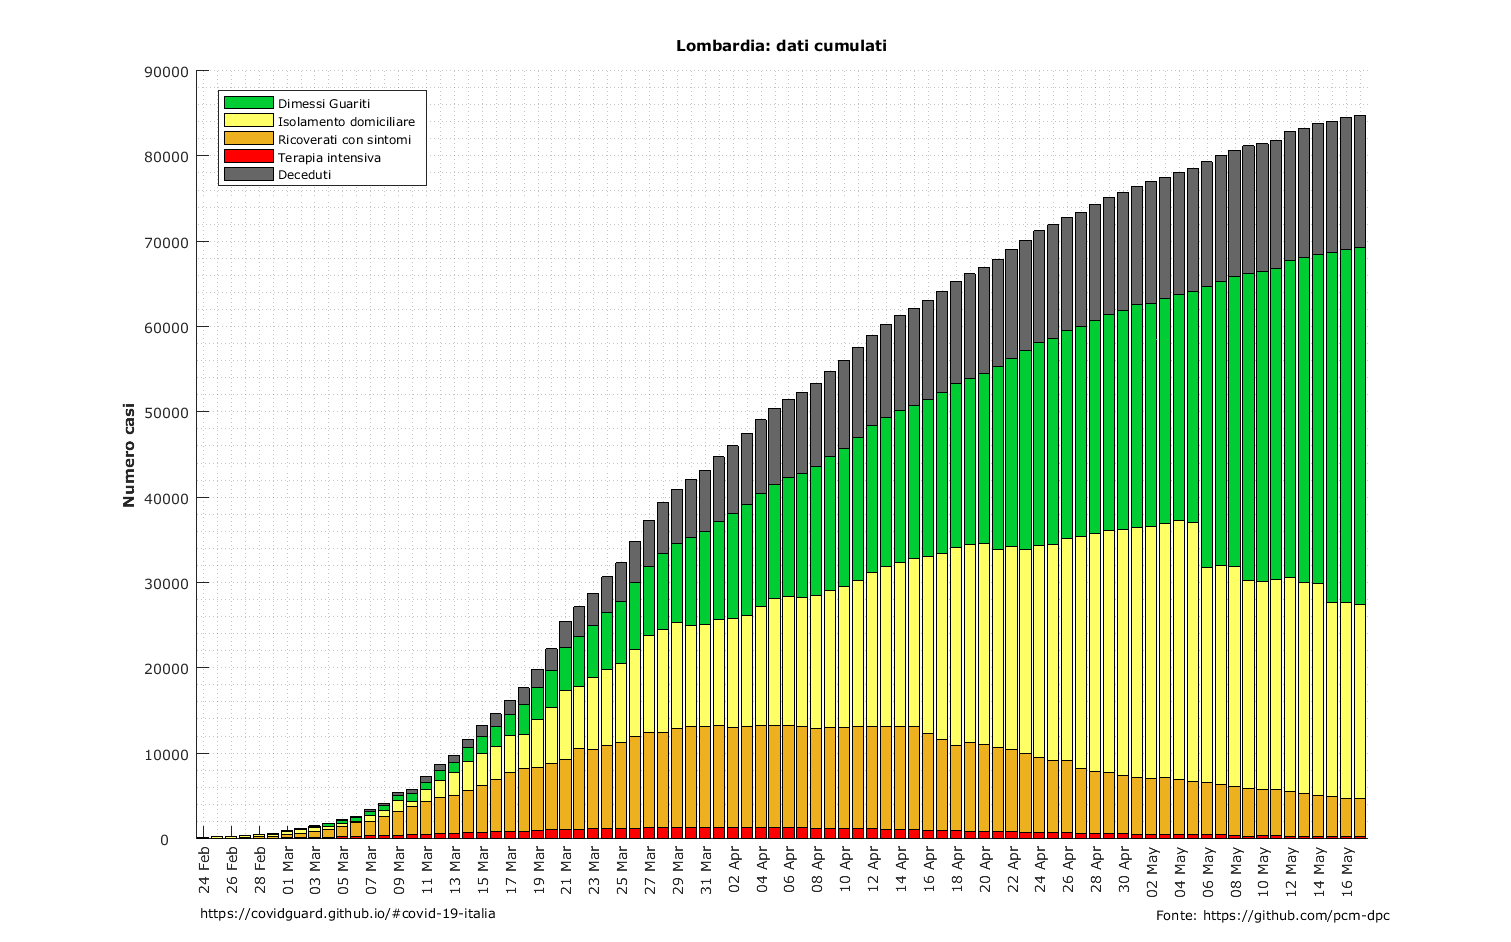 Lombardia: dati cumulati
90000
80000
70000
60000
50000
40000
30000
20000
10000
0
Numero casi
Dimessi Guariti
Isolamento domiciliare
Ricoverati con sintomi
Terapia intensiva
Deceduti
24 Feb
26 Feb
28 Feb
01 Mar
03 Mar
05 Mar
07 Mar
09 Mar
11 Mar
13 Mar
15 Mar
17 Mar
19 Mar
21 Mar
23 Mar
25 Mar
27 Mar
29 Mar
31 Mar
02 Apr
04 Apr
06 Apr
08 Apr
10 Apr
12 Apr
14 Apr
16 Apr
18 Apr
20 Apr
22 Apr
24 Apr
26 Apr
28 Apr
30 Apr
02 May
04 May
06 May
08 May
10 May
12 May
14 May
16 May
https://covidguard.github.io/#covid-19-italia
Fonte: https://github.com/pcm-dpc